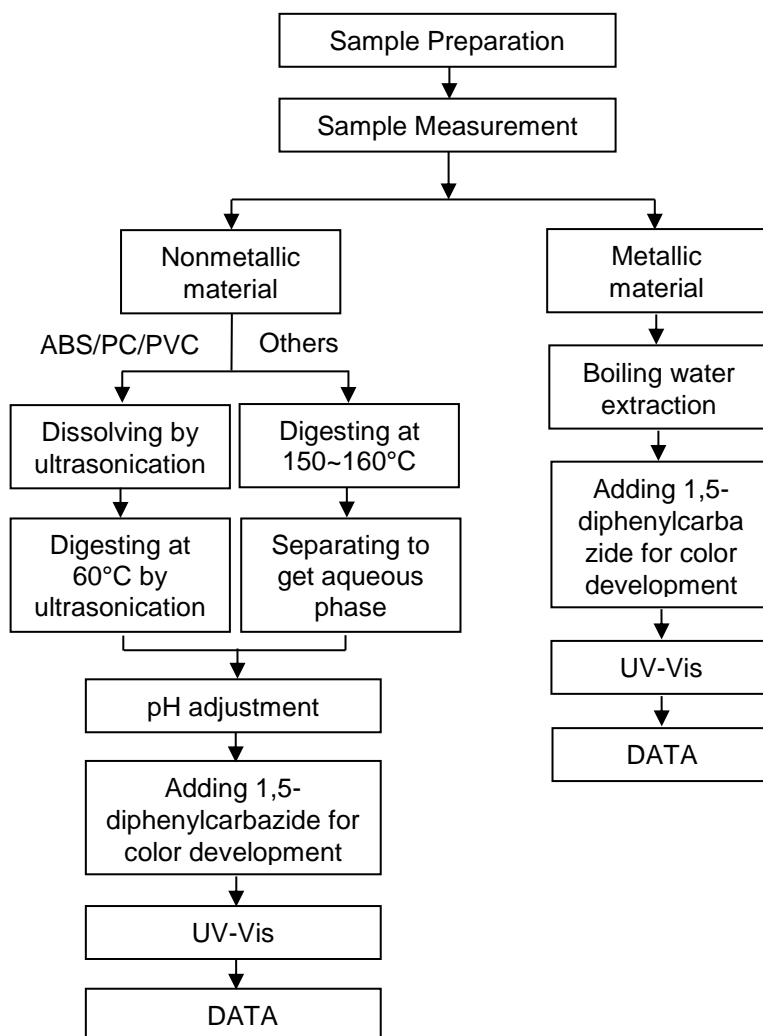 Sample Preparation
Sample Measurement
Nonmetallic
material
Metallic
material
ABS/PC/PVC
Others
Boiling water
extraction
Dissolving by
ultrasonication
Digesting at
150~160°C
Adding 1,5-
diphenylcarba
zide for color
development
Digesting at
60°C by
ultrasonication
Separating to
get aqueous
phase
UV-Vis
pH adjustment
DATA
Adding 1,5-
diphenylcarbazide for
color development
UV-Vis
DATA